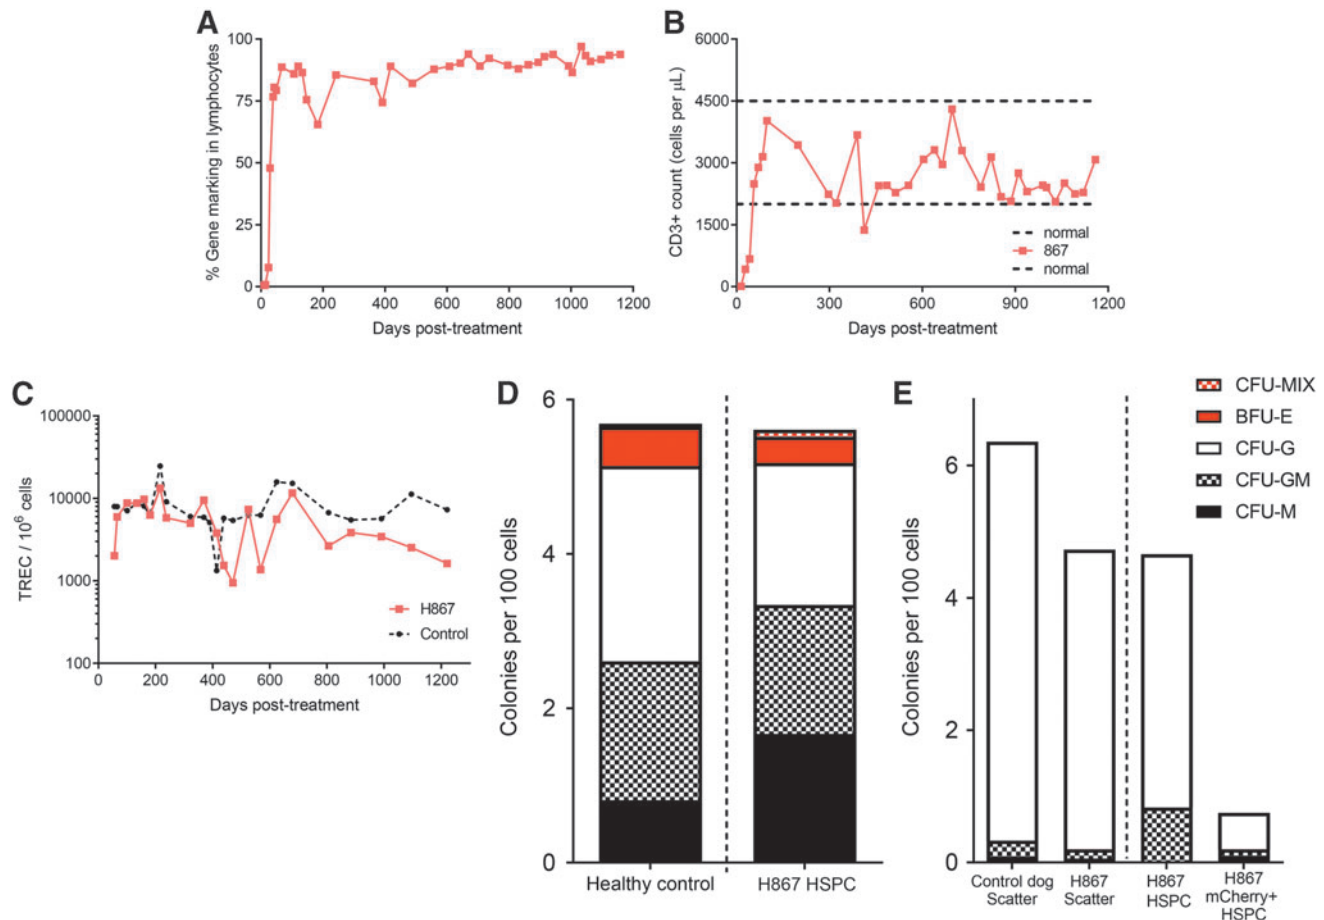 A
100
75
50
25
0
% Gene marking in lymphocytes
0 200 400 600 800 1000 1200
Days post-treatment
B
6000
4500
3000
1500
0
CD3+ count (cells per µL)
normal
867
normal
0 300 600 900 1200
Days post-treatment
C
100000
10000
1000
100
TREC / 10⁶ cells
H867
Control
0 200 400 600 800 1000 1200
Days post-treatment
D
6
4
2
0
Colonies per 100 cells
Healthy control H867 HSPC
E
6
4
2
0
Colonies per 100 cells
Control dog Scatter
H867 Scatter
H867 HSPC
H867 mCherry+ HSPC
CFU-MIX
BFU-E
CFU-G
CFU-GM
CFU-M